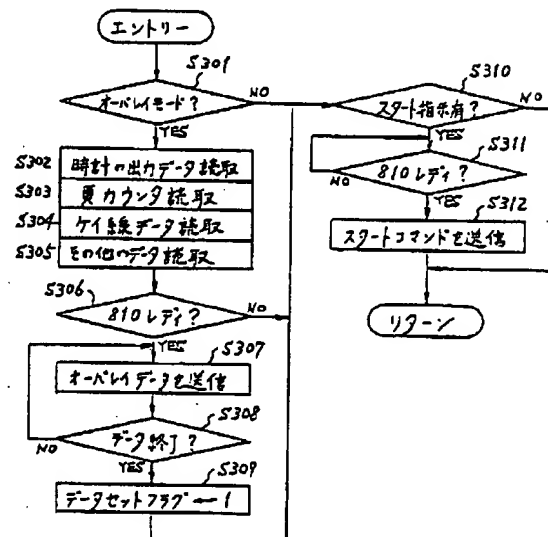 エントリー
S301
オーバレイモード?
NO
YES
S302
時計の出力データ読取
S303
頁カウンタ読取
S304
ケイ線データ読取
S305
その他のデータ読取
S306
810レディ?
NO
YES
S307
オーバレイデータを送信
S308
データ終了?
NO
YES
S309
データセットフラグ←1
S310
スタート指示有?
NO
YES
S311
810レディ?
NO
YES
S312
スタートコマンドを送信
リターン